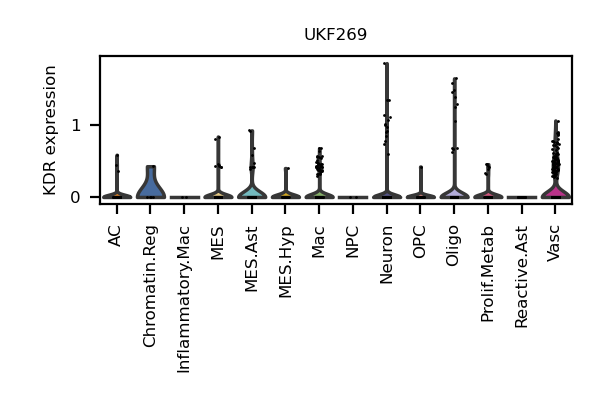 UKF269
KDR expression
1
0
AC
Chromatin.Reg
Inflammatory.Mac
MES
MES.Ast
MES.Hyp
Mac
NPC
Neuron
OPC
Oligo
Prolif.Metab
Reactive.Ast
Vasc